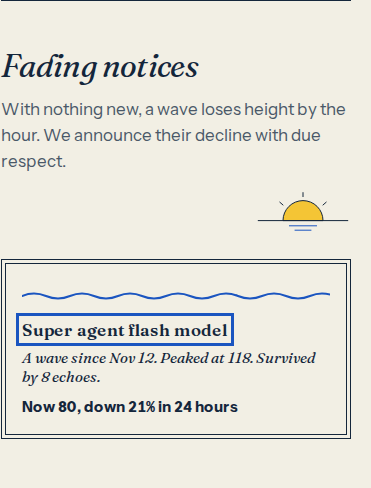 Fading notices
With nothing new, a wave loses height by the
hour. We announce their decline with due
respect.
Super agent flash model
A wave since Nov 12. Peaked at 118. Survived
by 8 echoes.
Now 80, down 21% in 24 hours